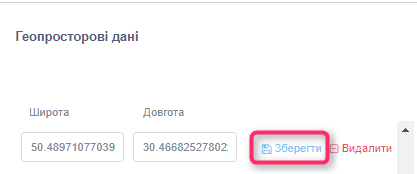 Геопросторові дані
Широта Довгота
50.48971077039 30.46682527802 Зберегти Видалити